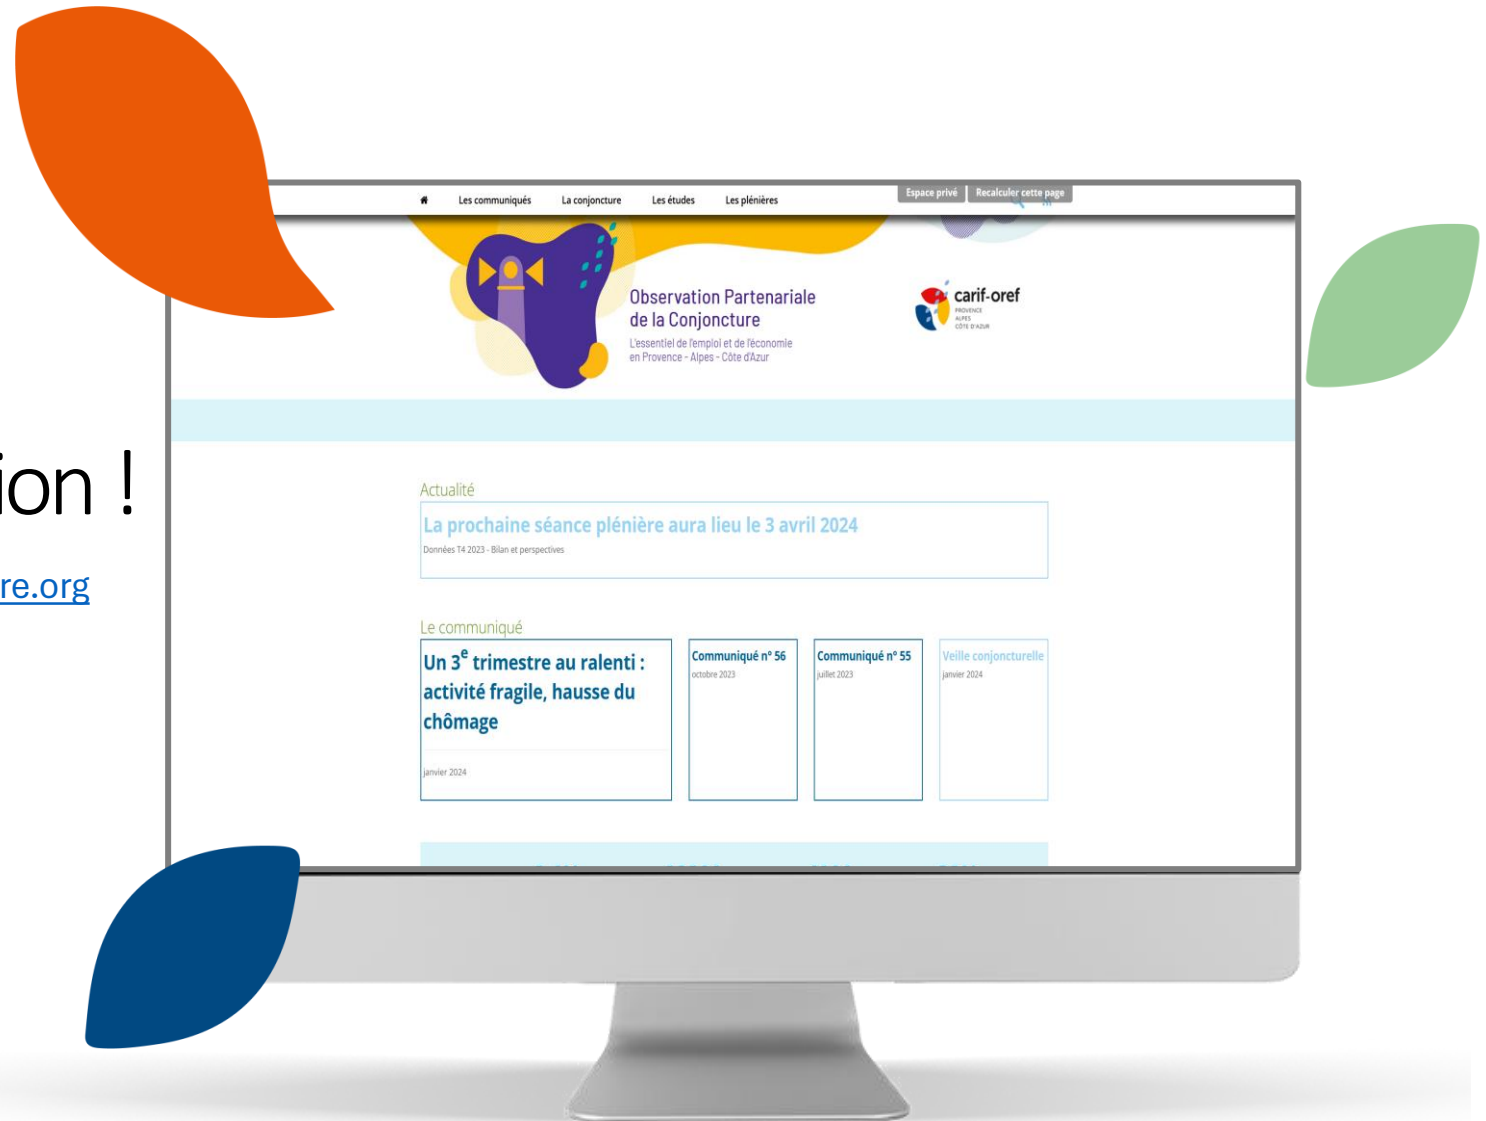 Les communiqués La conjoncture Les études Les plénières Espace privé Recalculer cette page
Observation Partenariale
de la Conjoncture
L'essentiel de l'emploi et de l'économie
en Provence - Alpes - Côte d'Azur
carif-oref
PROVENCE
ALPES
CÔTE D'AZUR
ion !
re.org
Actualité
La prochaine séance plénière aura lieu le 3 avril 2024
Données T4 2023 - Bilan et perspectives
Le communiqué
Un 3e trimestre au ralenti :
activité fragile, hausse du
chômage
janvier 2024
Communiqué n° 56
octobre 2023
Communiqué n° 55
juillet 2023
Veille conjoncturelle
janvier 2024